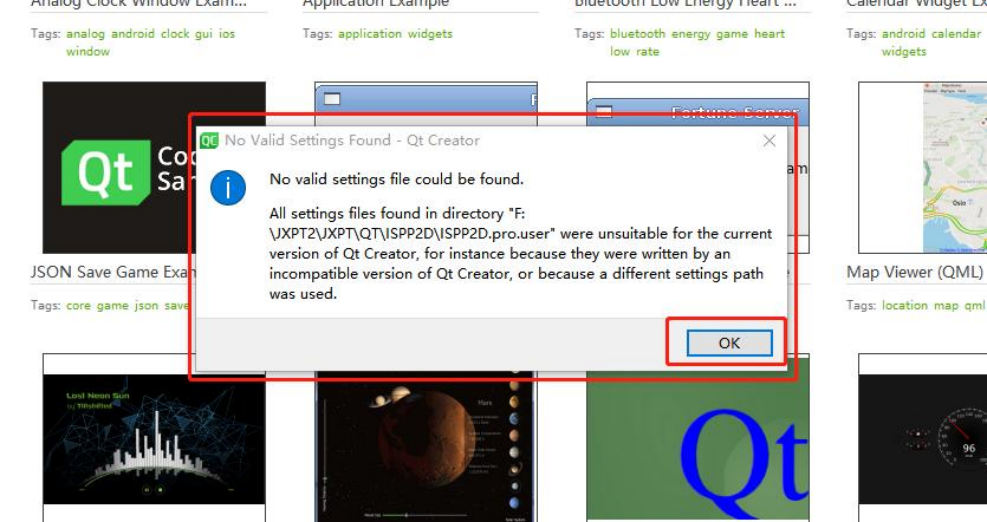 Analog Clock Window Exam...
Application Example
Bluetooth Low Energy Heart ...
Calendar Widget Ex
Tags: analog android clock gui ios
window
Tags: application widgets
Tags: bluetooth energy game heart
low rate
Tags: android calendar
widgets
Fortune Server
No Valid Settings Found - Qt Creator
No valid settings file could be found.
All settings files found in directory "F:
\JXPT2\JXPT\QT\ISPP2D\ISPP2D.pro.user" were unsuitable for the current
version of Qt Creator, for instance because they were written by an
incompatible version of Qt Creator, or because a different settings path
was used.
OK
Qt
Co
Sa
am
Oslo
JSON Save Game Exa
Map Viewer (QML)
Tags: core game json save
Tags: location map qml
Lost Neon Sun
Mars
Qt
96